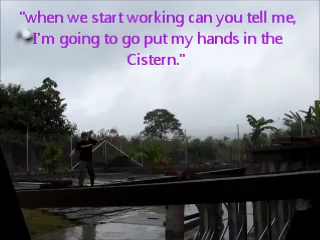 "when we start working can you tell me,
I'm going to go put my hands in the
Cistern."